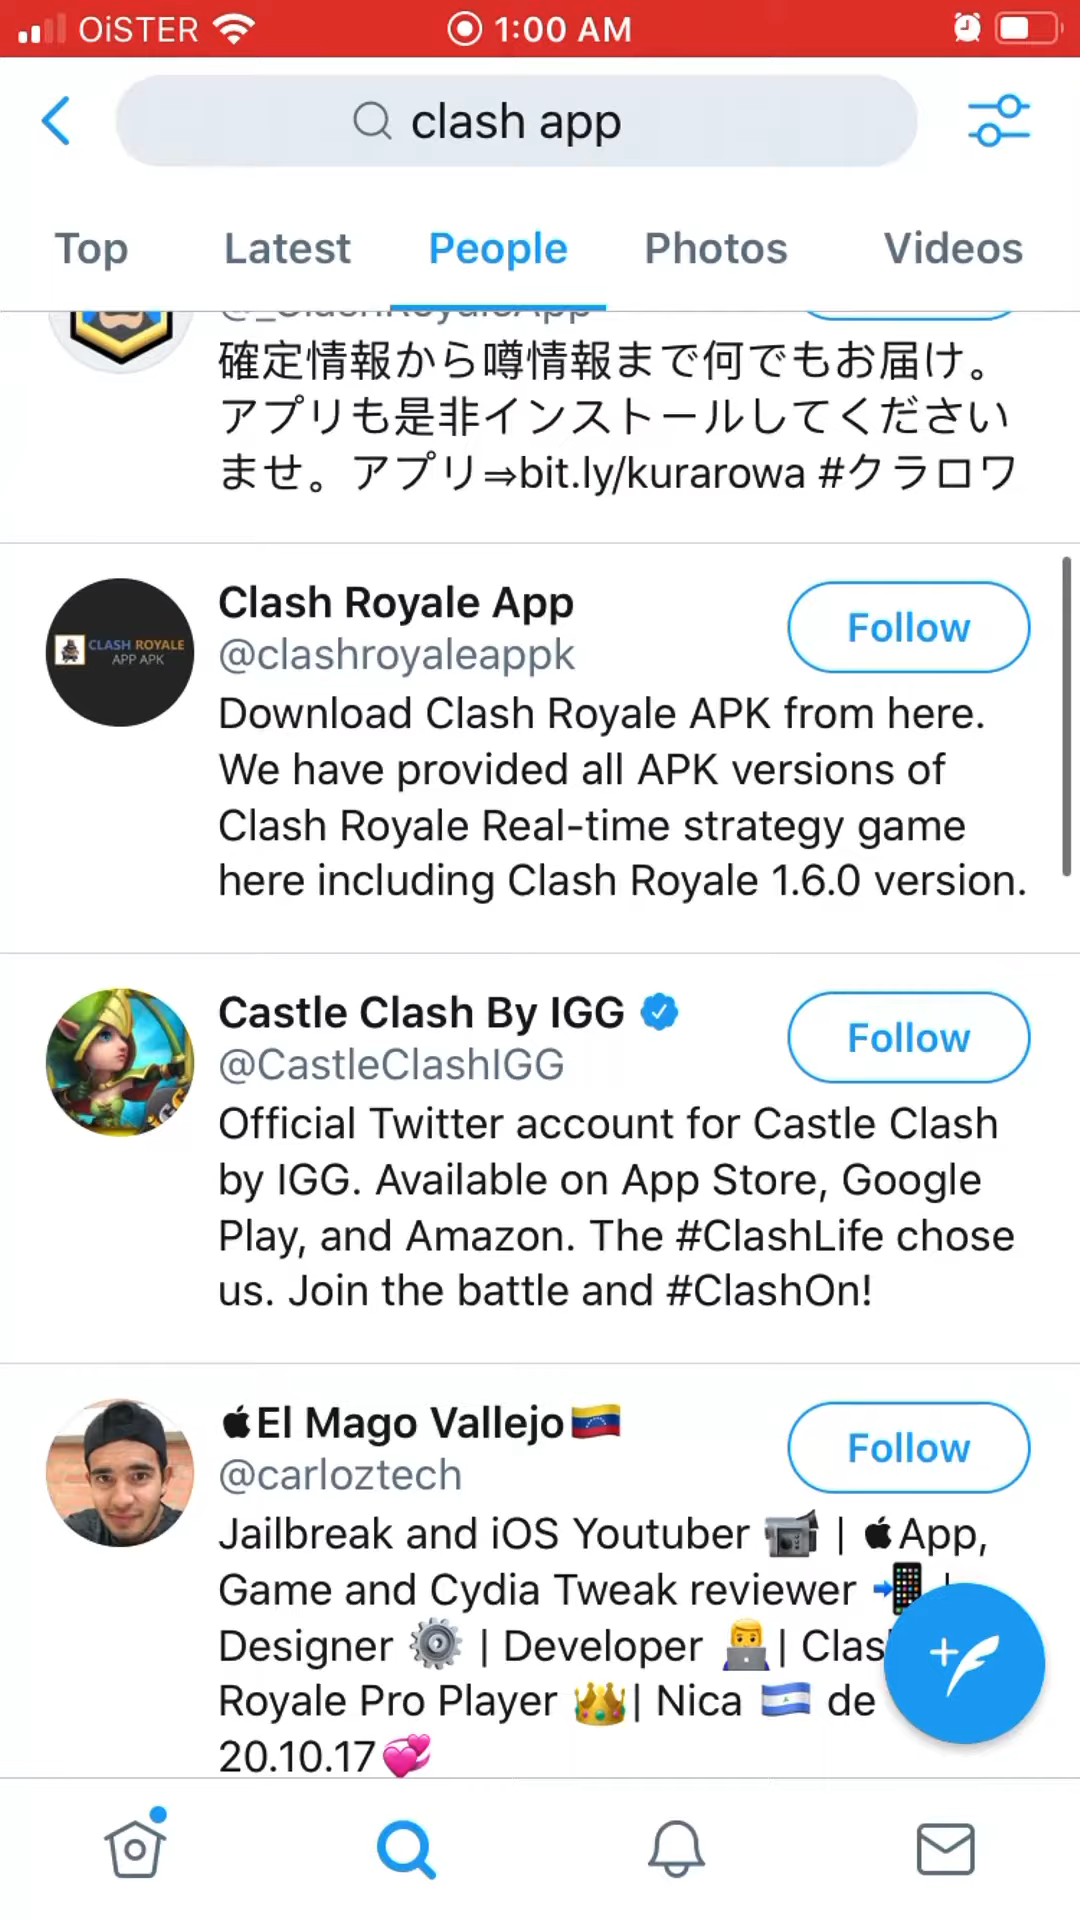 OiSTER 1:00 AM
clash app
Top Latest People Photos Videos
@_ClashRoyaleApp
確定情報から噂情報まで何でもお届け。
アプリも是非インストールしてください
ませ。アプリ⇒bit.ly/kurarowa #クラロワ
CLASH ROYALE
APP APK
Clash Royale App
@clashroyaleappk
Follow
Download Clash Royale APK from here.
We have provided all APK versions of
Clash Royale Real-time strategy game
here including Clash Royale 1.6.0 version.
Castle Clash By IGG
@CastleClashIGG
Follow
Official Twitter account for Castle Clash
by IGG. Available on App Store, Google
Play, and Amazon. The #ClashLife chose
us. Join the battle and #ClashOn!
El Mago Vallejo🇻🇪
@carloztech
Follow
Jailbreak and iOS Youtuber 📹 | App,
Game and Cydia Tweak reviewer 📲 |
Designer ⚙️ | Developer 👨‍💻 | Clas
Royale Pro Player 👑| Nica 🇳🇮 de
20.10.17💞